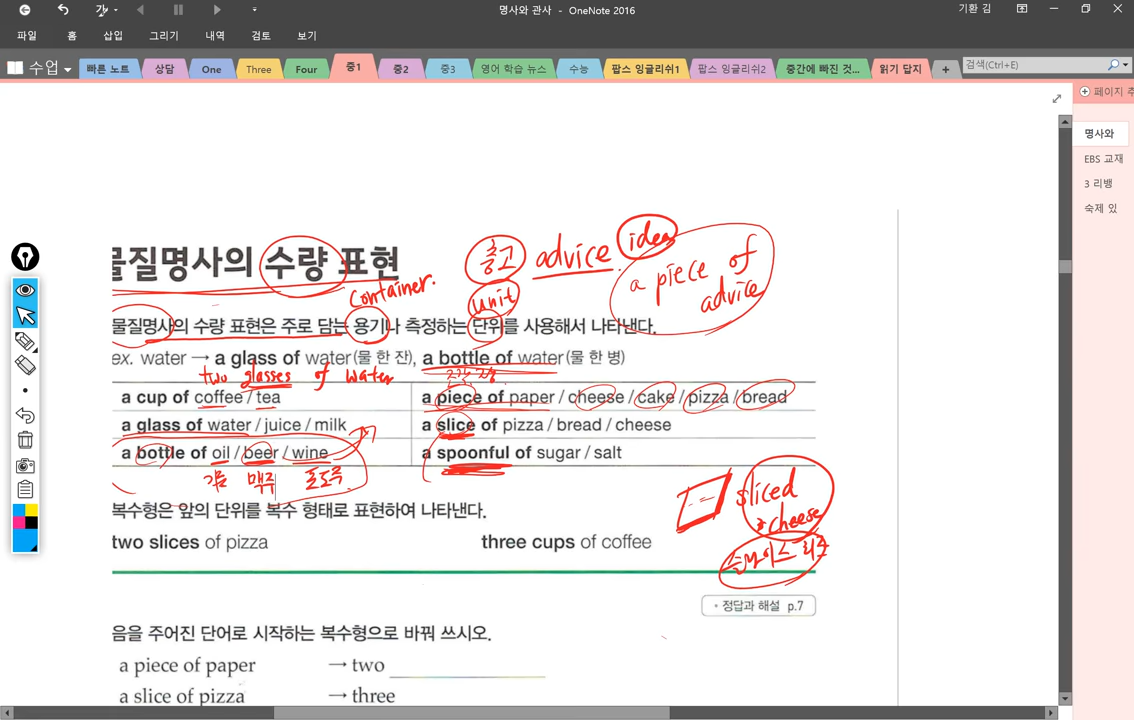 명사와 관사 - OneNote 2016
기환 김
파일 홈 삽입 그리기 내역 검토 보기
수업 빠른 노트 상담 One Three Four 중1 중2 중3 영어 학습 뉴스 수능 팝스 잉글리쉬1 팝스 잉글리쉬2 중간에 빠진 것... 읽기 답지 + 검색(Ctrl+E)
페이지 추
명사와
EBS 교재
3 리뱅
숙제 있
물질명사의 수량 표현
충고 advice idea
a piece of
advice
container.
unit
물질명사의 수량 표현은 주로 담는 용기나 측정하는 단위를 사용해서 나타낸다.
ex. water → a glass of water(물 한 잔), a bottle of water(물 한 병)
two glasses of water
a cup of coffee / tea
a piece of paper / cheese / cake / pizza / bread
a glass of water / juice / milk
a slice of pizza / bread / cheese
a bottle of oil / beer / wine
a spoonful of sugar / salt
기름 맥주 포도주
sliced
cheese
슬라이스 치즈
복수형은 앞의 단위를 복수 형태로 표현하여 나타낸다.
two slices of pizza three cups of coffee
• 정답과 해설 p.7
음을 주어진 단어로 시작하는 복수형으로 바꿔 쓰시오.
a piece of paper → two
a slice of pizza → three